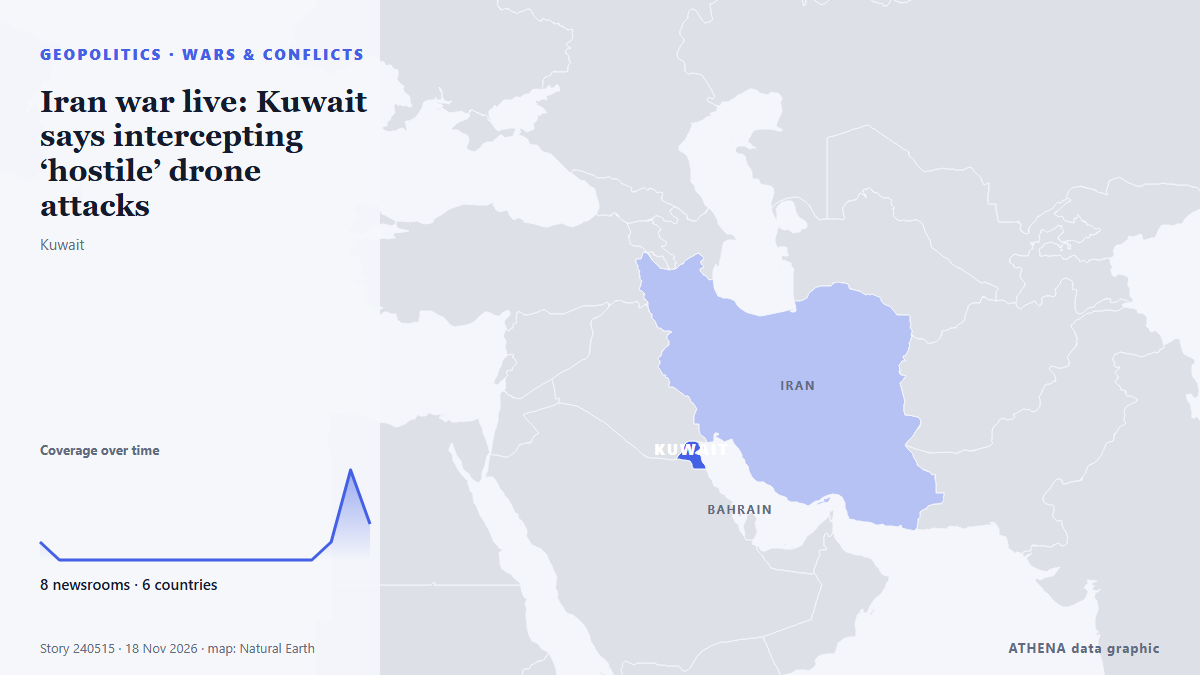 GEOPOLITICS · WARS & CONFLICTS
Iran war live: Kuwait
says intercepting
‘hostile’ drone
attacks
Kuwait
IRAN
KUWAIT
BAHRAIN
Coverage over time
8 newsrooms · 6 countries
Story 240515 · 18 Nov 2026 · map: Natural Earth
ATHENA data graphic